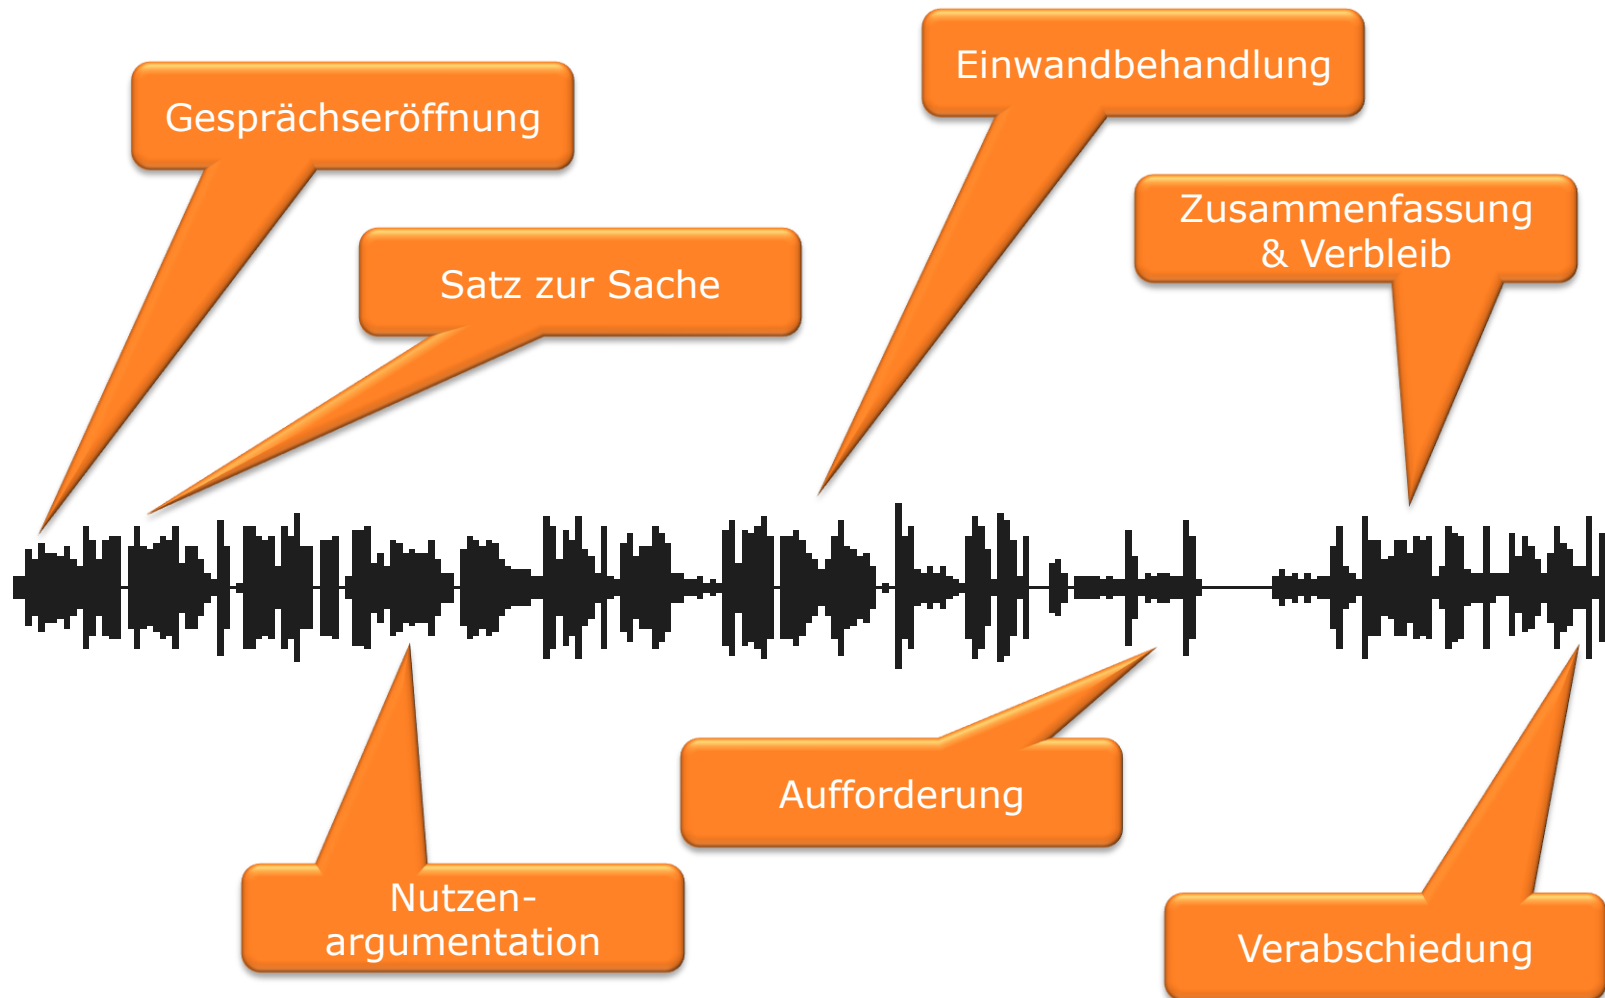 Einwandbehandlung
Gesprächseröffnung
Zusammenfassung
& Verbleib
Satz zur Sache
Aufforderung
Nutzen-
argumentation
Verabschiedung